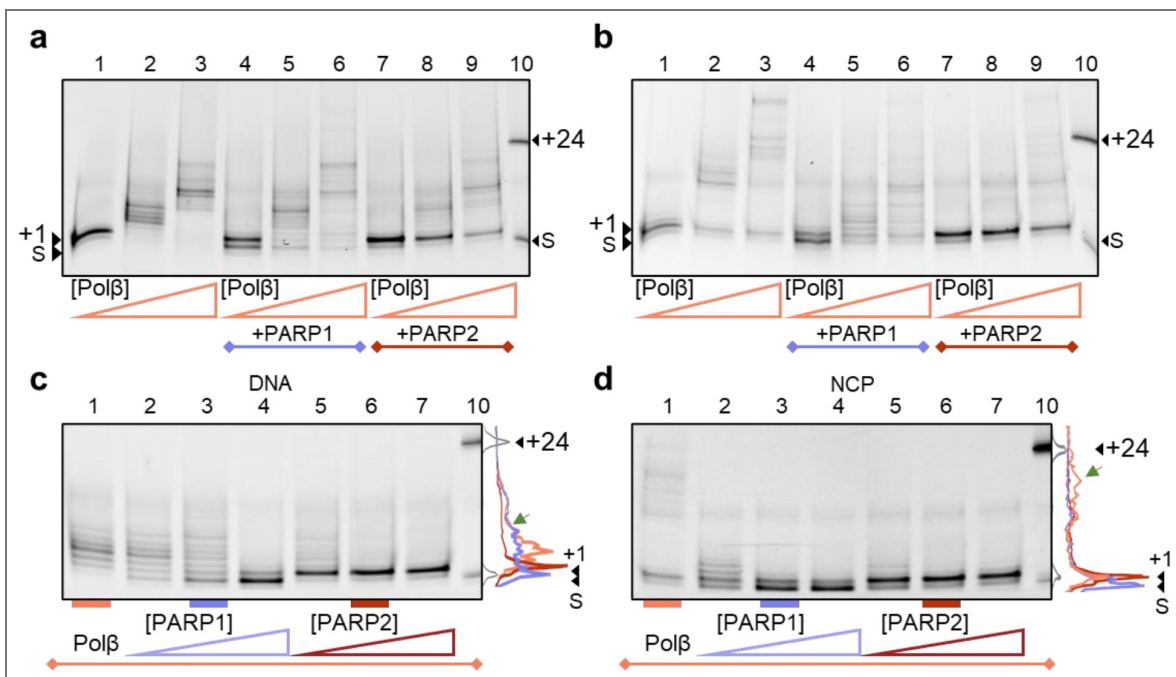 a
1 2 3 4 5 6 7 8 9 10
+24
+1
S
S
[Polβ] [Polβ] [Polβ]
+PARP1 +PARP2
b
1 2 3 4 5 6 7 8 9 10
+24
+1
S
S
[Polβ] [Polβ] [Polβ]
+PARP1 +PARP2
c
DNA
1 2 3 4 5 6 7 10
+24
+1
S
[PARP1] [PARP2]
Polβ
d
NCP
1 2 3 4 5 6 7 10
+24
+1
S
[PARP1] [PARP2]
Polβ